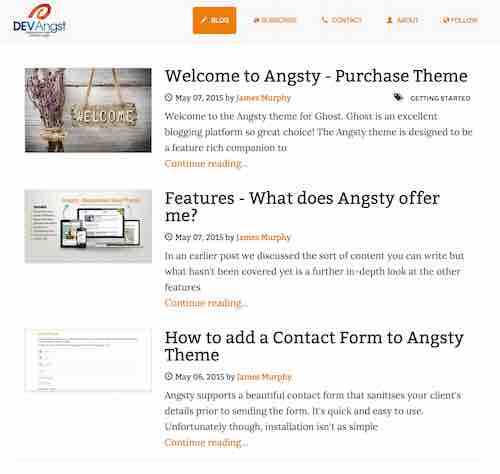 DEVAngst
BLOG
SUBSCRIBE
CONTACT
ABOUT
FOLLOW
WELCOME
Welcome to Angsty - Purchase Theme
May 07, 2015 by James Murphy
GETTING STARTED
Welcome to the Angsty theme for Ghost. Ghost is an excellent
blogging platform so great choice! The Angsty theme is designed to be
a feature rich companion to
Continue reading...
Features - What does Angsty offer
me?
May 07, 2015 by James Murphy
In an earlier post we discussed the sort of content you can write but
what hasn't been covered yet is a further in-depth look at the other
features
Continue reading...
How to add a Contact Form to Angsty
Theme
May 06, 2015 by James Murphy
Angsty supports a beautiful contact form that sanitises your client's
details prior to sending the form. It's quick and easy to use.
Unfortunately though, installation isn't as simple
Continue reading...